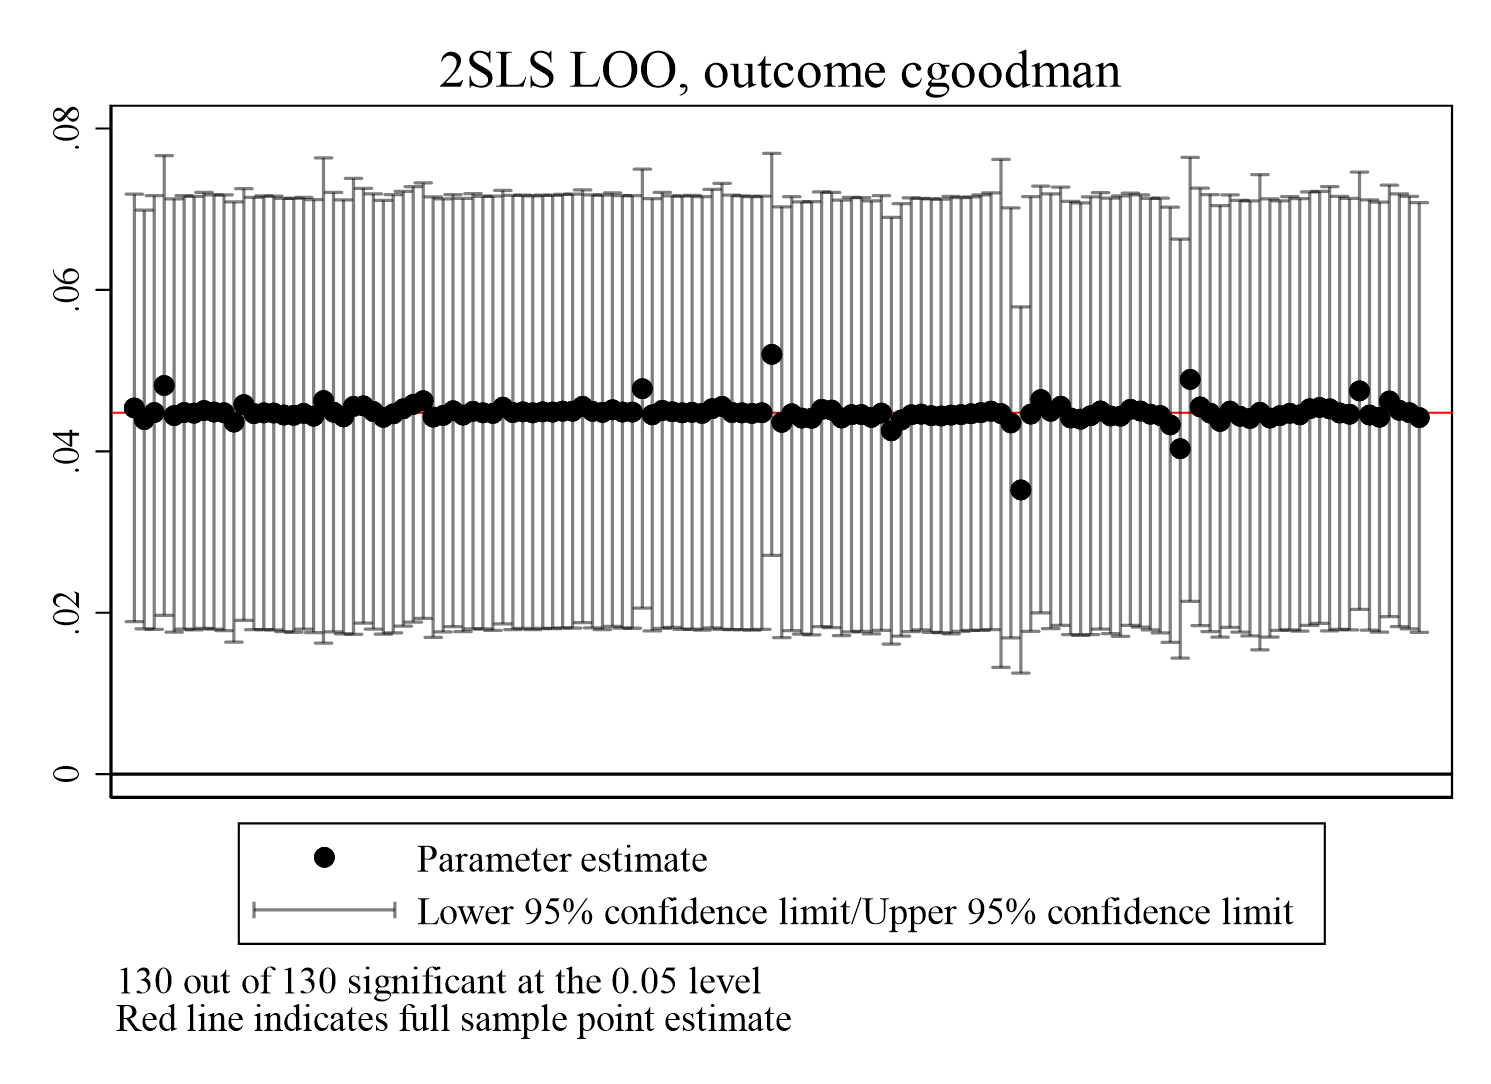 2SLS LOO, outcome cgoodman
.08
.06
.04
.02
0
Parameter estimate
Lower 95% confidence limit/Upper 95% confidence limit
130 out of 130 significant at the 0.05 level
Red line indicates full sample point estimate